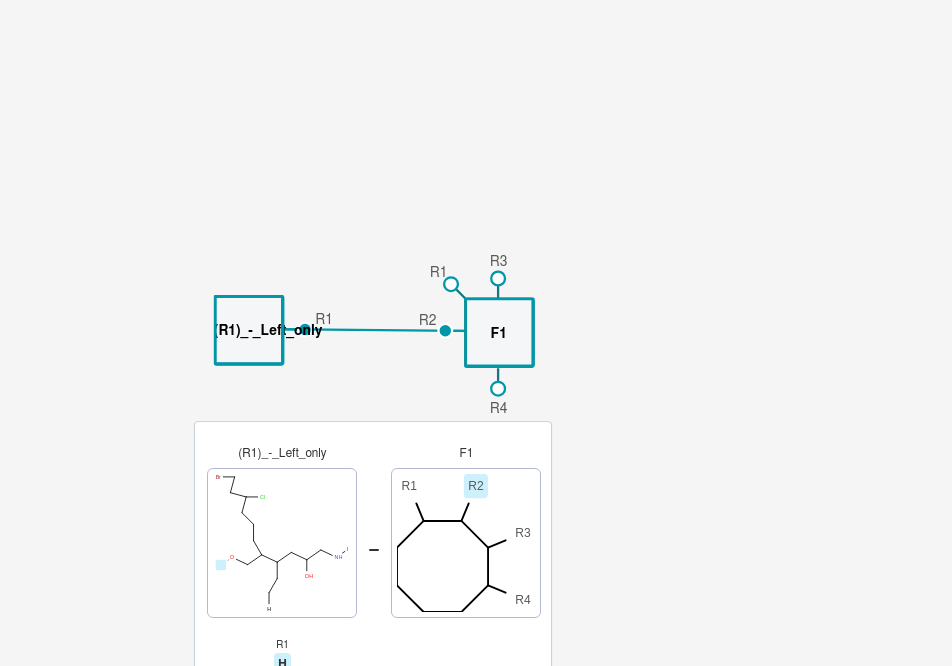 R3
R1
R1
R2
(R1)_-_Left_only
F1
R4
(R1)_-_Left_only
F1
Br
Cl
O
NH
I
OH
H
R1
R2
R3
R4
R1
H